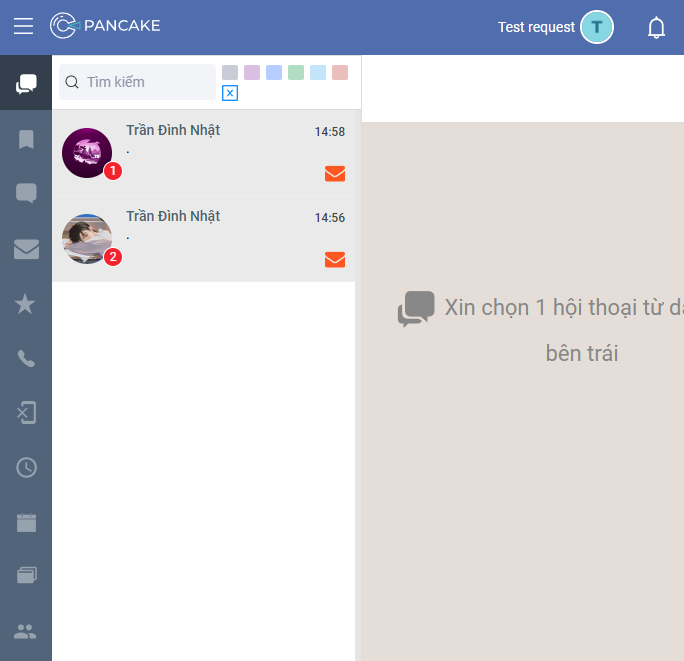 PANCAKE
Test request
T
Tìm kiếm
Trần Đình Nhật
14:58
.
1
Trần Đình Nhật
14:56
.
2
Xin chọn 1 hội thoại từ
bên trái